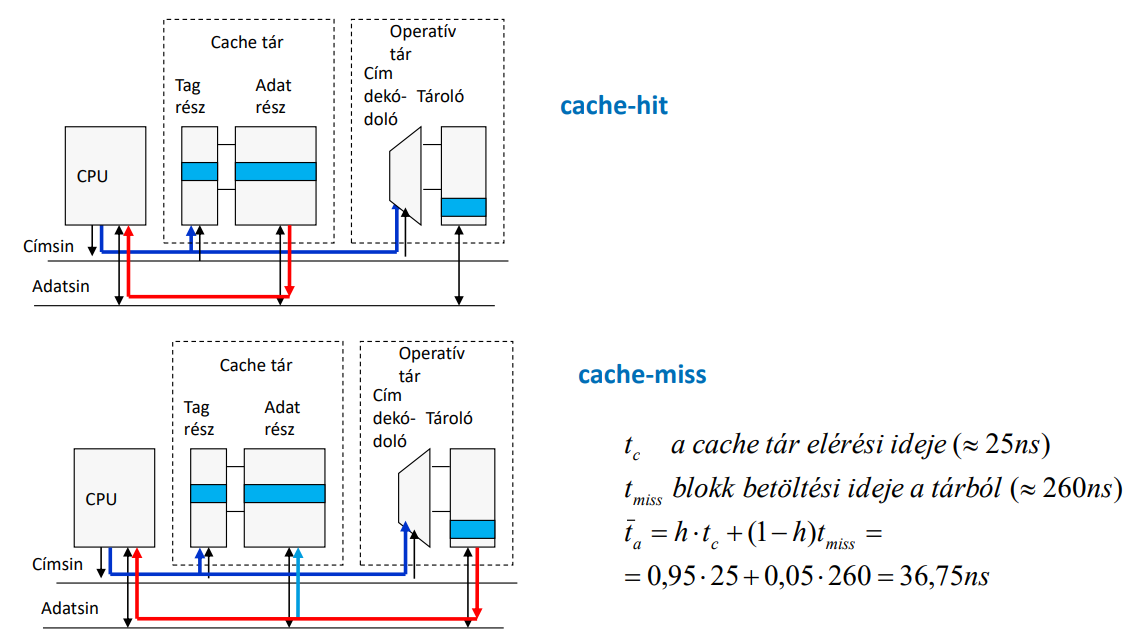 Cache tár
Operatív
tár
Tag
rész
Adat
rész
Cím
dekó-
doló
Tároló
CPU
Címsin
Adatsin
cache-hit
Cache tár
Operatív
tár
Tag
rész
Adat
rész
Cím
dekó-
doló
Tároló
CPU
Címsin
Adatsin
cache-miss
t_c a cache tár elérési ideje (≈ 25ns)
t_miss blokk betöltési ideje a tárból (≈ 260ns)
t̄_a = h · t_c + (1 − h)t_miss =
= 0,95 · 25 + 0,05 · 260 = 36,75ns